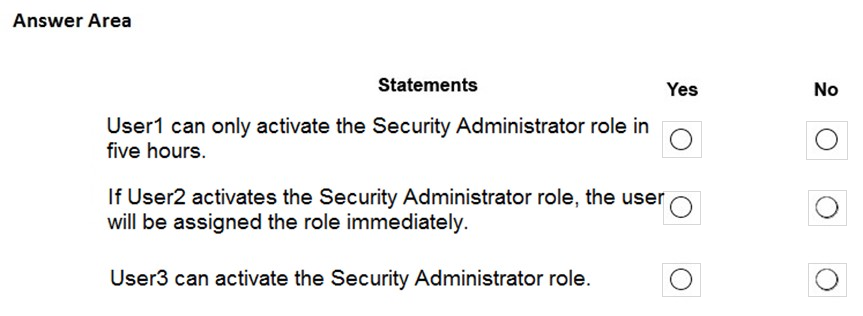 Answer Area
Statements Yes No
User1 can only activate the Security Administrator role in
five hours.
If User2 activates the Security Administrator role, the user
will be assigned the role immediately.
User3 can activate the Security Administrator role.